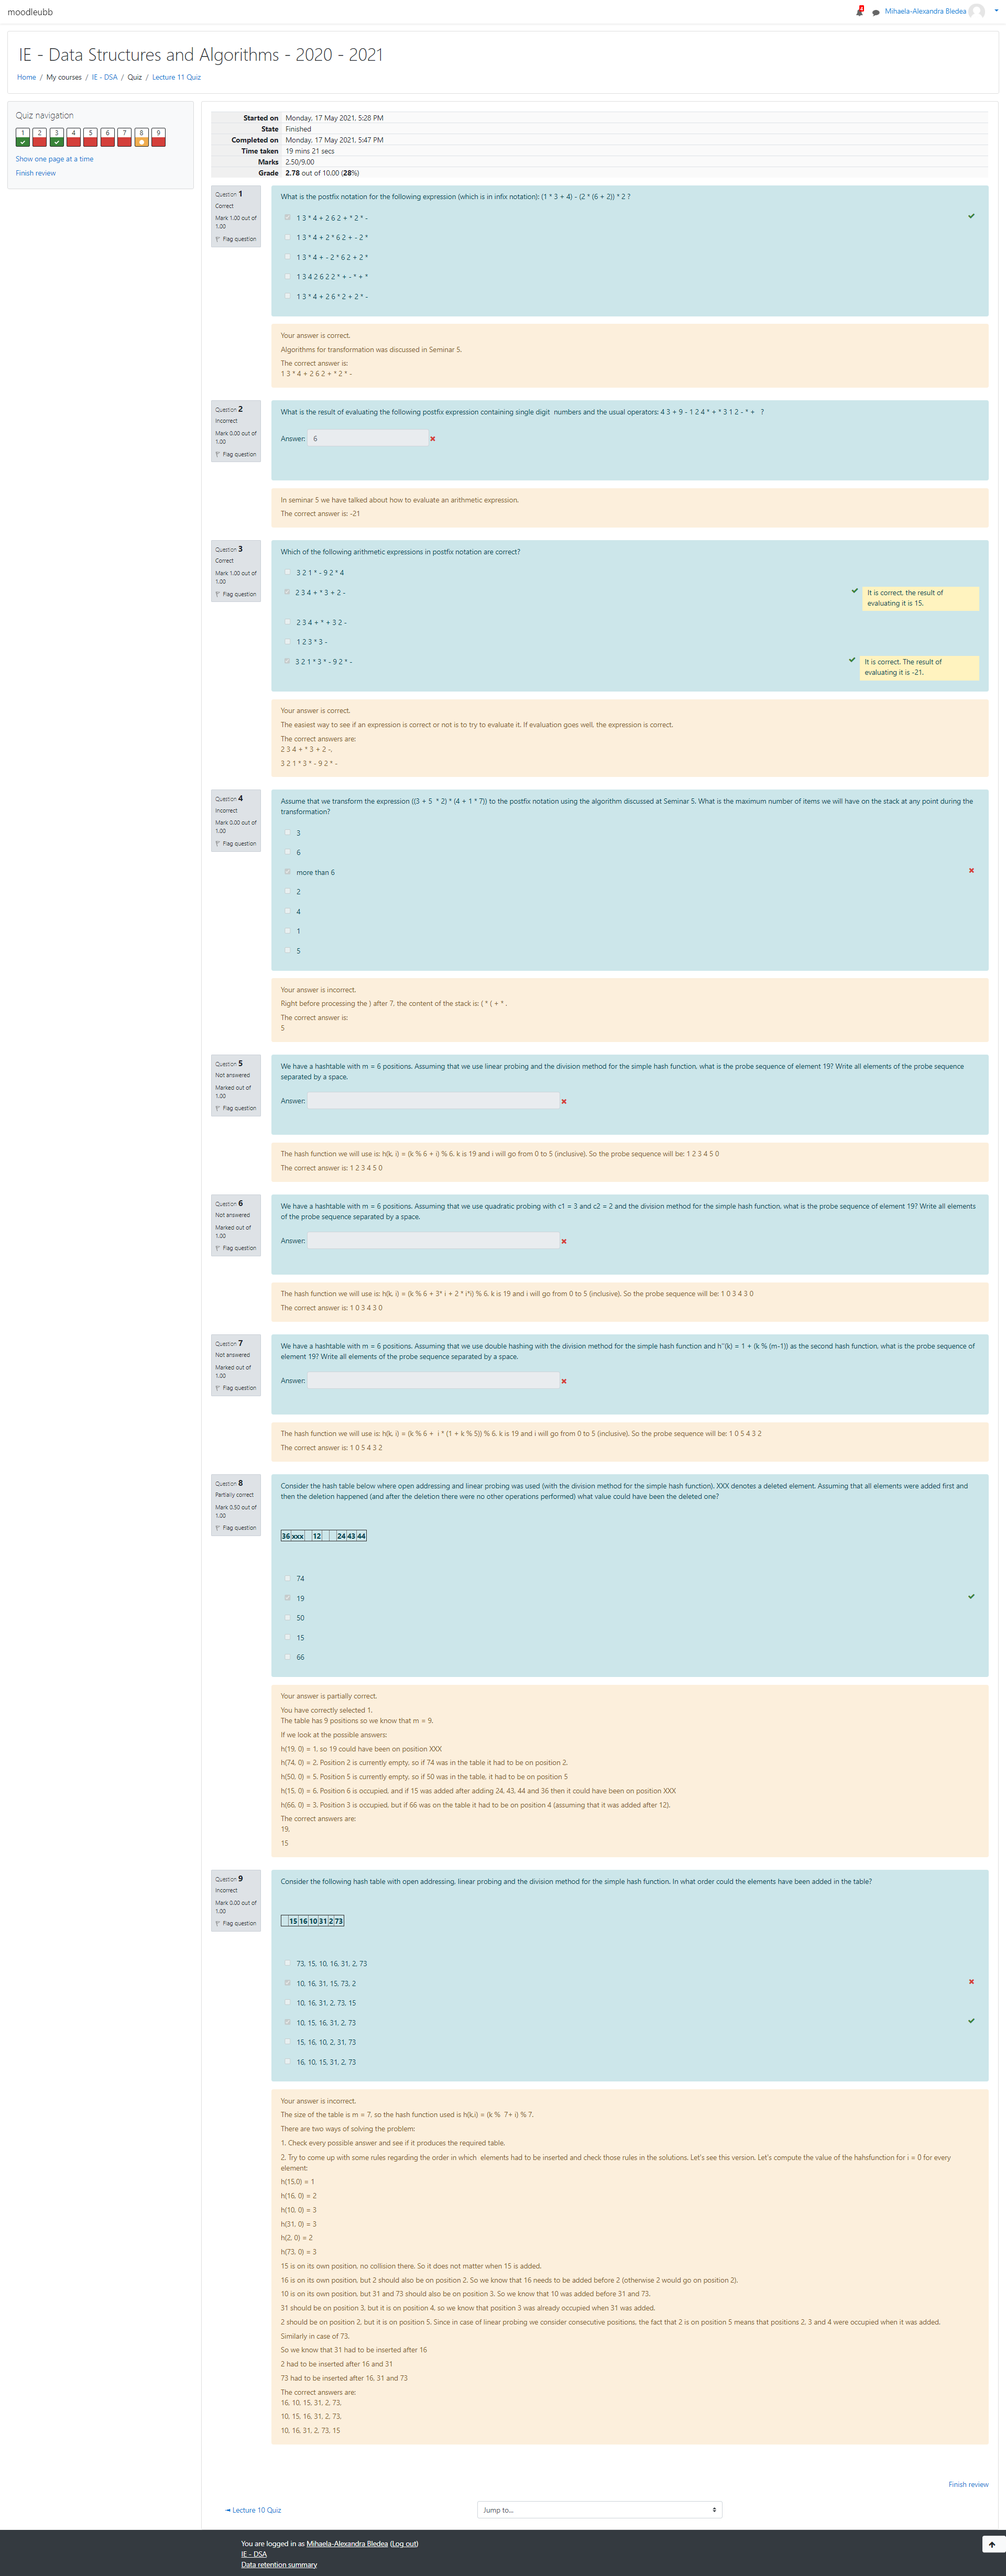 moodleubb
4
Mihaela-Alexandra Bledea
IE - Data Structures and Algorithms - 2020 - 2021
Home / My courses / IE - DSA / Quiz / Lecture 11 Quiz
Quiz navigation
1 2 3 4 5 6 7 8 9
Show one page at a time
Finish review
Started on Monday, 17 May 2021, 5:28 PM
State Finished
Completed on Monday, 17 May 2021, 5:47 PM
Time taken 19 mins 21 secs
Marks 2.50/9.00
Grade 2.78 out of 10.00 (28%)
Question 1
Correct
Mark 1.00 out of
1.00
Flag question
What is the postfix notation for the following expression (which is in infix notation): (1 * 3 + 4) - (2 * (6 + 2)) * 2 ?
1 3 * 4 + 2 6 2 + * 2 * -
1 3 * 4 + 2 * 6 2 + - 2 *
1 3 * 4 + - 2 * 6 2 + 2 *
1 3 4 2 6 2 2 * + - * + *
1 3 * 4 + 2 6 * 2 + 2 * -
Your answer is correct.
Algorithms for transformation was discussed in Seminar 5.
The correct answer is:
1 3 * 4 + 2 6 2 + * 2 * -
Question 2
Incorrect
Mark 0.00 out of
1.00
Flag question
What is the result of evaluating the following postfix expression containing single digit numbers and the usual operators: 4 3 + 9 - 1 2 4 * + * 3 1 2 - * + ?
Answer: 6
In seminar 5 we have talked about how to evaluate an arithmetic expression.
The correct answer is: -21
Question 3
Correct
Mark 1.00 out of
1.00
Flag question
Which of the following arithmetic expressions in postfix notation are correct?
3 2 1 * - 9 2 * 4
2 3 4 + * 3 + 2 -
It is correct, the result of
evaluating it is 15.
2 3 4 + * + 3 2 -
1 2 3 * 3 -
3 2 1 * 3 * - 9 2 * -
It is correct. The result of
evaluating it is -21.
Your answer is correct.
The easiest way to see if an expression is correct or not is to try to evaluate it. If evaluation goes well, the expression is correct.
The correct answers are:
2 3 4 + * 3 + 2 -,
3 2 1 * 3 * - 9 2 * -
Question 4
Incorrect
Mark 0.00 out of
1.00
Flag question
Assume that we transform the expression ((3 + 5 * 2) * (4 + 1 * 7)) to the postfix notation using the algorithm discussed at Seminar 5. What is the maximum number of items we will have on the stack at any point during the
transformation?
3
6
more than 6
2
4
1
5
Your answer is incorrect.
Right before processing the ) after 7, the content of the stack is: ( * ( + * .
The correct answer is:
5
Question 5
Not answered
Marked out of
1.00
Flag question
We have a hashtable with m = 6 positions. Assuming that we use linear probing and the division method for the simple hash function, what is the probe sequence of element 19? Write all elements of the probe sequence
separated by a space.
Answer:
The hash function we will use is: h(k, i) = (k % 6 + i) % 6. k is 19 and i will go from 0 to 5 (inclusive). So the probe sequence will be: 1 2 3 4 5 0
The correct answer is: 1 2 3 4 5 0
Question 6
Not answered
Marked out of
1.00
Flag question
We have a hashtable with m = 6 positions. Assuming that we use quadratic probing with c1 = 3 and c2 = 2 and the division method for the simple hash function, what is the probe sequence of element 19? Write all elements
of the probe sequence separated by a space.
Answer:
The hash function we will use is: h(k, i) = (k % 6 + 3* i + 2 * i*i) % 6. k is 19 and i will go from 0 to 5 (inclusive). So the probe sequence will be: 1 0 3 4 3 0
The correct answer is: 1 0 3 4 3 0
Question 7
Not answered
Marked out of
1.00
Flag question
We have a hashtable with m = 6 positions. Assuming that we use double hashing with the division method for the simple hash function and h''(k) = 1 + (k % (m-1)) as the second hash function, what is the probe sequence of
element 19? Write all elements of the probe sequence separated by a space.
Answer:
The hash function we will use is: h(k, i) = (k % 6 + i * (1 + k % 5)) % 6. k is 19 and i will go from 0 to 5 (inclusive). So the probe sequence will be: 1 0 5 4 3 2
The correct answer is: 1 0 5 4 3 2
Question 8
Partially correct
Mark 0.50 out of
1.00
Flag question
Consider the hash table below where open addressing and linear probing was used (with the division method for the simple hash function). XXX denotes a deleted element. Assuming that all elements were added first and
then the deletion happened (and after the deletion there were no other operations performed) what value could have been the deleted one?
36 xxx 12 24 43 44
74
19
50
15
66
Your answer is partially correct.
You have correctly selected 1.
The table has 9 positions so we know that m = 9.
If we look at the possible answers:
h(19, 0) = 1, so 19 could have been on position XXX
h(74, 0) = 2. Position 2 is currently empty, so if 74 was in the table it had to be on position 2.
h(50, 0) = 5. Position 5 is currently empty, so if 50 was in the table, it had to be on position 5
h(15, 0) = 6. Position 6 is occupied, and if 15 was added after adding 24, 43, 44 and 36 then it could have been on position XXX
h(66, 0) = 3. Position 3 is occupied, but if 66 was on the table it had to be on position 4 (assuming that it was added after 12).
The correct answers are:
19,
15
Question 9
Incorrect
Mark 0.00 out of
1.00
Flag question
Consider the following hash table with open addressing, linear probing and the division method for the simple hash function. In what order could the elements have been added in the table?
15 16 10 31 2 73
73, 15, 10, 16, 31, 2, 73
10, 16, 31, 15, 73, 2
10, 16, 31, 2, 73, 15
10, 15, 16, 31, 2, 73
15, 16, 10, 2, 31, 73
16, 10, 15, 31, 2, 73
Your answer is incorrect.
The size of the table is m = 7, so the hash function used is h(k,i) = (k % 7+ i) % 7.
There are two ways of solving the problem:
1. Check every possible answer and see if it produces the required table.
2. Try to come up with some rules regarding the order in which elements had to be inserted and check those rules in the solutions. Let's see this version. Let's compute the value of the hahsfunction for i = 0 for every
element:
h(15,0) = 1
h(16, 0) = 2
h(10, 0) = 3
h(31, 0) = 3
h(2, 0) = 2
h(73, 0) = 3
15 is on its own position, no collision there. So it does not matter when 15 is added.
16 is on its own position, but 2 should also be on position 2. So we know that 16 needs to be added before 2 (otherwise 2 would go on position 2).
10 is on its own position, but 31 and 73 should also be on position 3. So we know that 10 was added before 31 and 73.
31 should be on position 3, but it is on position 4, so we know that position 3 was already occupied when 31 was added.
2 should be on position 2, but it is on position 5. Since in case of linear probing we consider consecutive positions, the fact that 2 is on position 5 means that positions 2, 3 and 4 were occupied when it was added.
Similarly in case of 73.
So we know that 31 had to be inserted after 16
2 had to be inserted after 16 and 31
73 had to be inserted after 16, 31 and 73
The correct answers are:
16, 10, 15, 31, 2, 73,
10, 15, 16, 31, 2, 73,
10, 16, 31, 2, 73, 15
Finish review
◄ Lecture 10 Quiz
Jump to...
You are logged in as Mihaela-Alexandra Bledea (Log out)
IE - DSA
Data retention summary